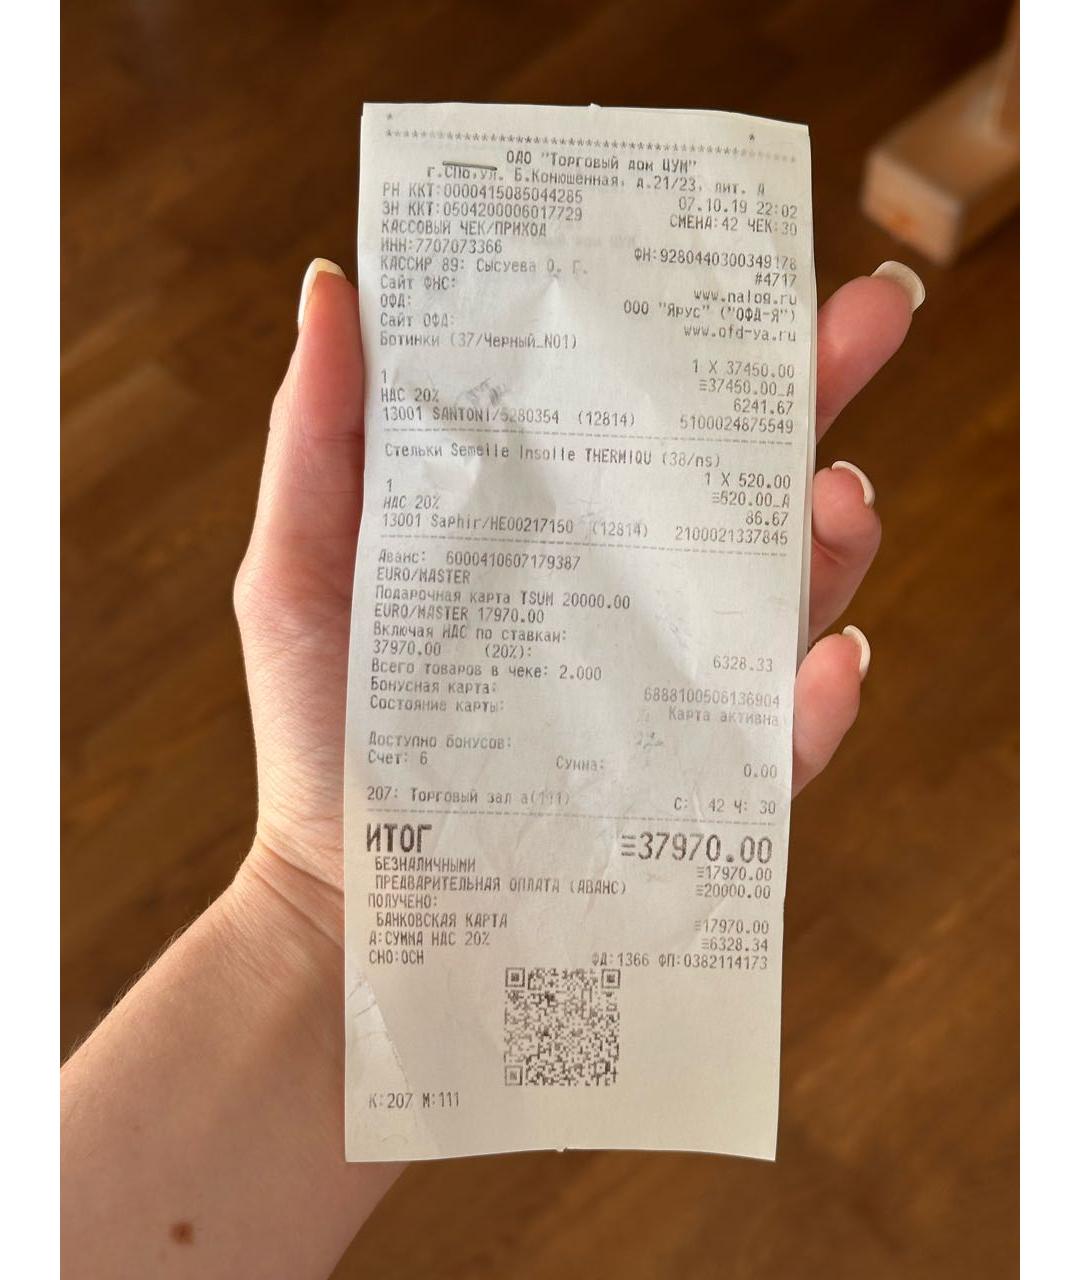 * *
************************************************
ОАО "Торговый дом ЦУМ"
г.СПб,ул. Б.Конюшенная, д.21/23, лит. А
РН ККТ:0000415085044285 07.10.19 22:02
ЗН ККТ:0504200006017729 СМЕНА:42 ЧЕК:30
КАССОВЫЙ ЧЕК/ПРИХОД
ИНН:7707073366 ФН:9280440300349178
КАССИР 89: Сысуева О. Г. #4717
Сайт ФНС: www.nalog.ru
ОФД: ООО "Ярус" ("ОФД-Я")
Сайт ОФД: www.ofd-ya.ru
Ботинки (37/Черный_N01)
1 X 37450.00
1 ≡37450.00_А
НДС 20% 6241.67
13001 SANTONI/5280354 (12814) 5100024875549
Стельки Semelle Insolle THERMIQU (38/ns)
1 X 520.00
1 ≡520.00_А
НДС 20% 86.67
13001 Saphir/HE00217150 (12814) 2100021337845
Аванс: 6000410607179387
EURO/MASTER
Подарочная карта TSUM 20000.00
EURO/MASTER 17970.00
Включая НДС по ставкам:
37970.00 (20%): 6328.33
Всего товаров в чеке: 2.000
Бонусная карта: 6888100506136904
Состояние карты: Карта активна
Доступно бонусов:
Счет: 6 Сумма: 0.00
207: Торговый зал а(111) С: 42 Ч: 30
ИТОГ ≡37970.00
БЕЗНАЛИЧНЫМИ ≡17970.00
ПРЕДВАРИТЕЛЬНАЯ ОПЛАТА (АВАНС) ≡20000.00
ПОЛУЧЕНО:
БАНКОВСКАЯ КАРТА ≡17970.00
А:СУММА НДС 20% ≡6328.34
СНО:ОСН ФД:1366 ФП:0382114173
К:207 М:111